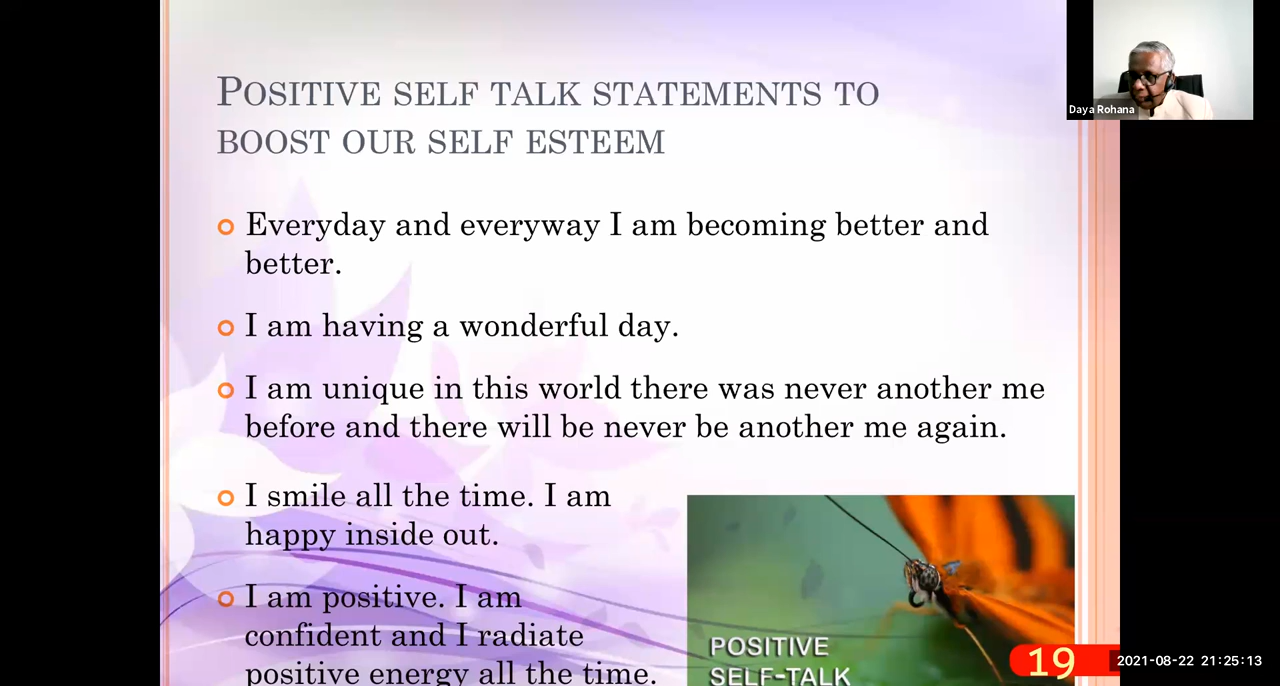 POSITIVE SELF TALK STATEMENTS TO
BOOST OUR SELF ESTEEM
Daya Rohana
Everyday and everyway I am becoming better and
better.
I am having a wonderful day.
I am unique in this world there was never another me
before and there will be never be another me again.
I smile all the time. I am
happy inside out.
I am positive. I am
confident and I radiate
positive energy all the time.
POSITIVE
SELF-TALK
19
2021-08-22 21:25:13